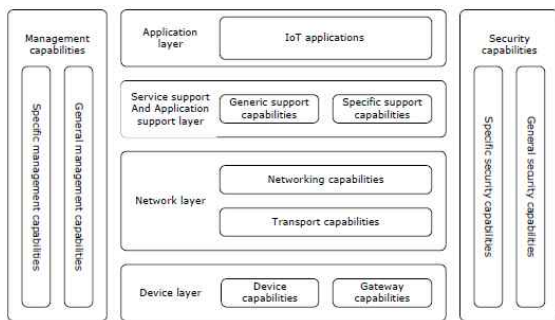 Management
capabilities
Specific management capabilities
General management capabilities
Application
layer
IoT applications
Service support
And Application
support layer
Generic support
capabilities
Specific support
capabilities
Network layer
Networking capabilities
Transport capabilities
Device layer
Device
capabilities
Gateway
capabilities
Security
capabilities
Specific security capabilities
General security capabilities